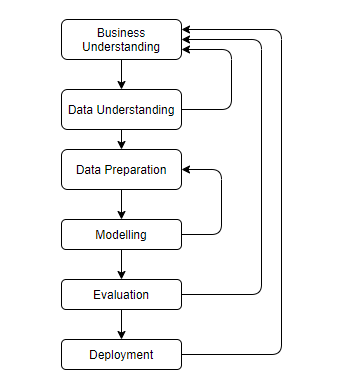 Business
Understanding
Data Understanding
Data Preparation
Modelling
Evaluation
Deployment